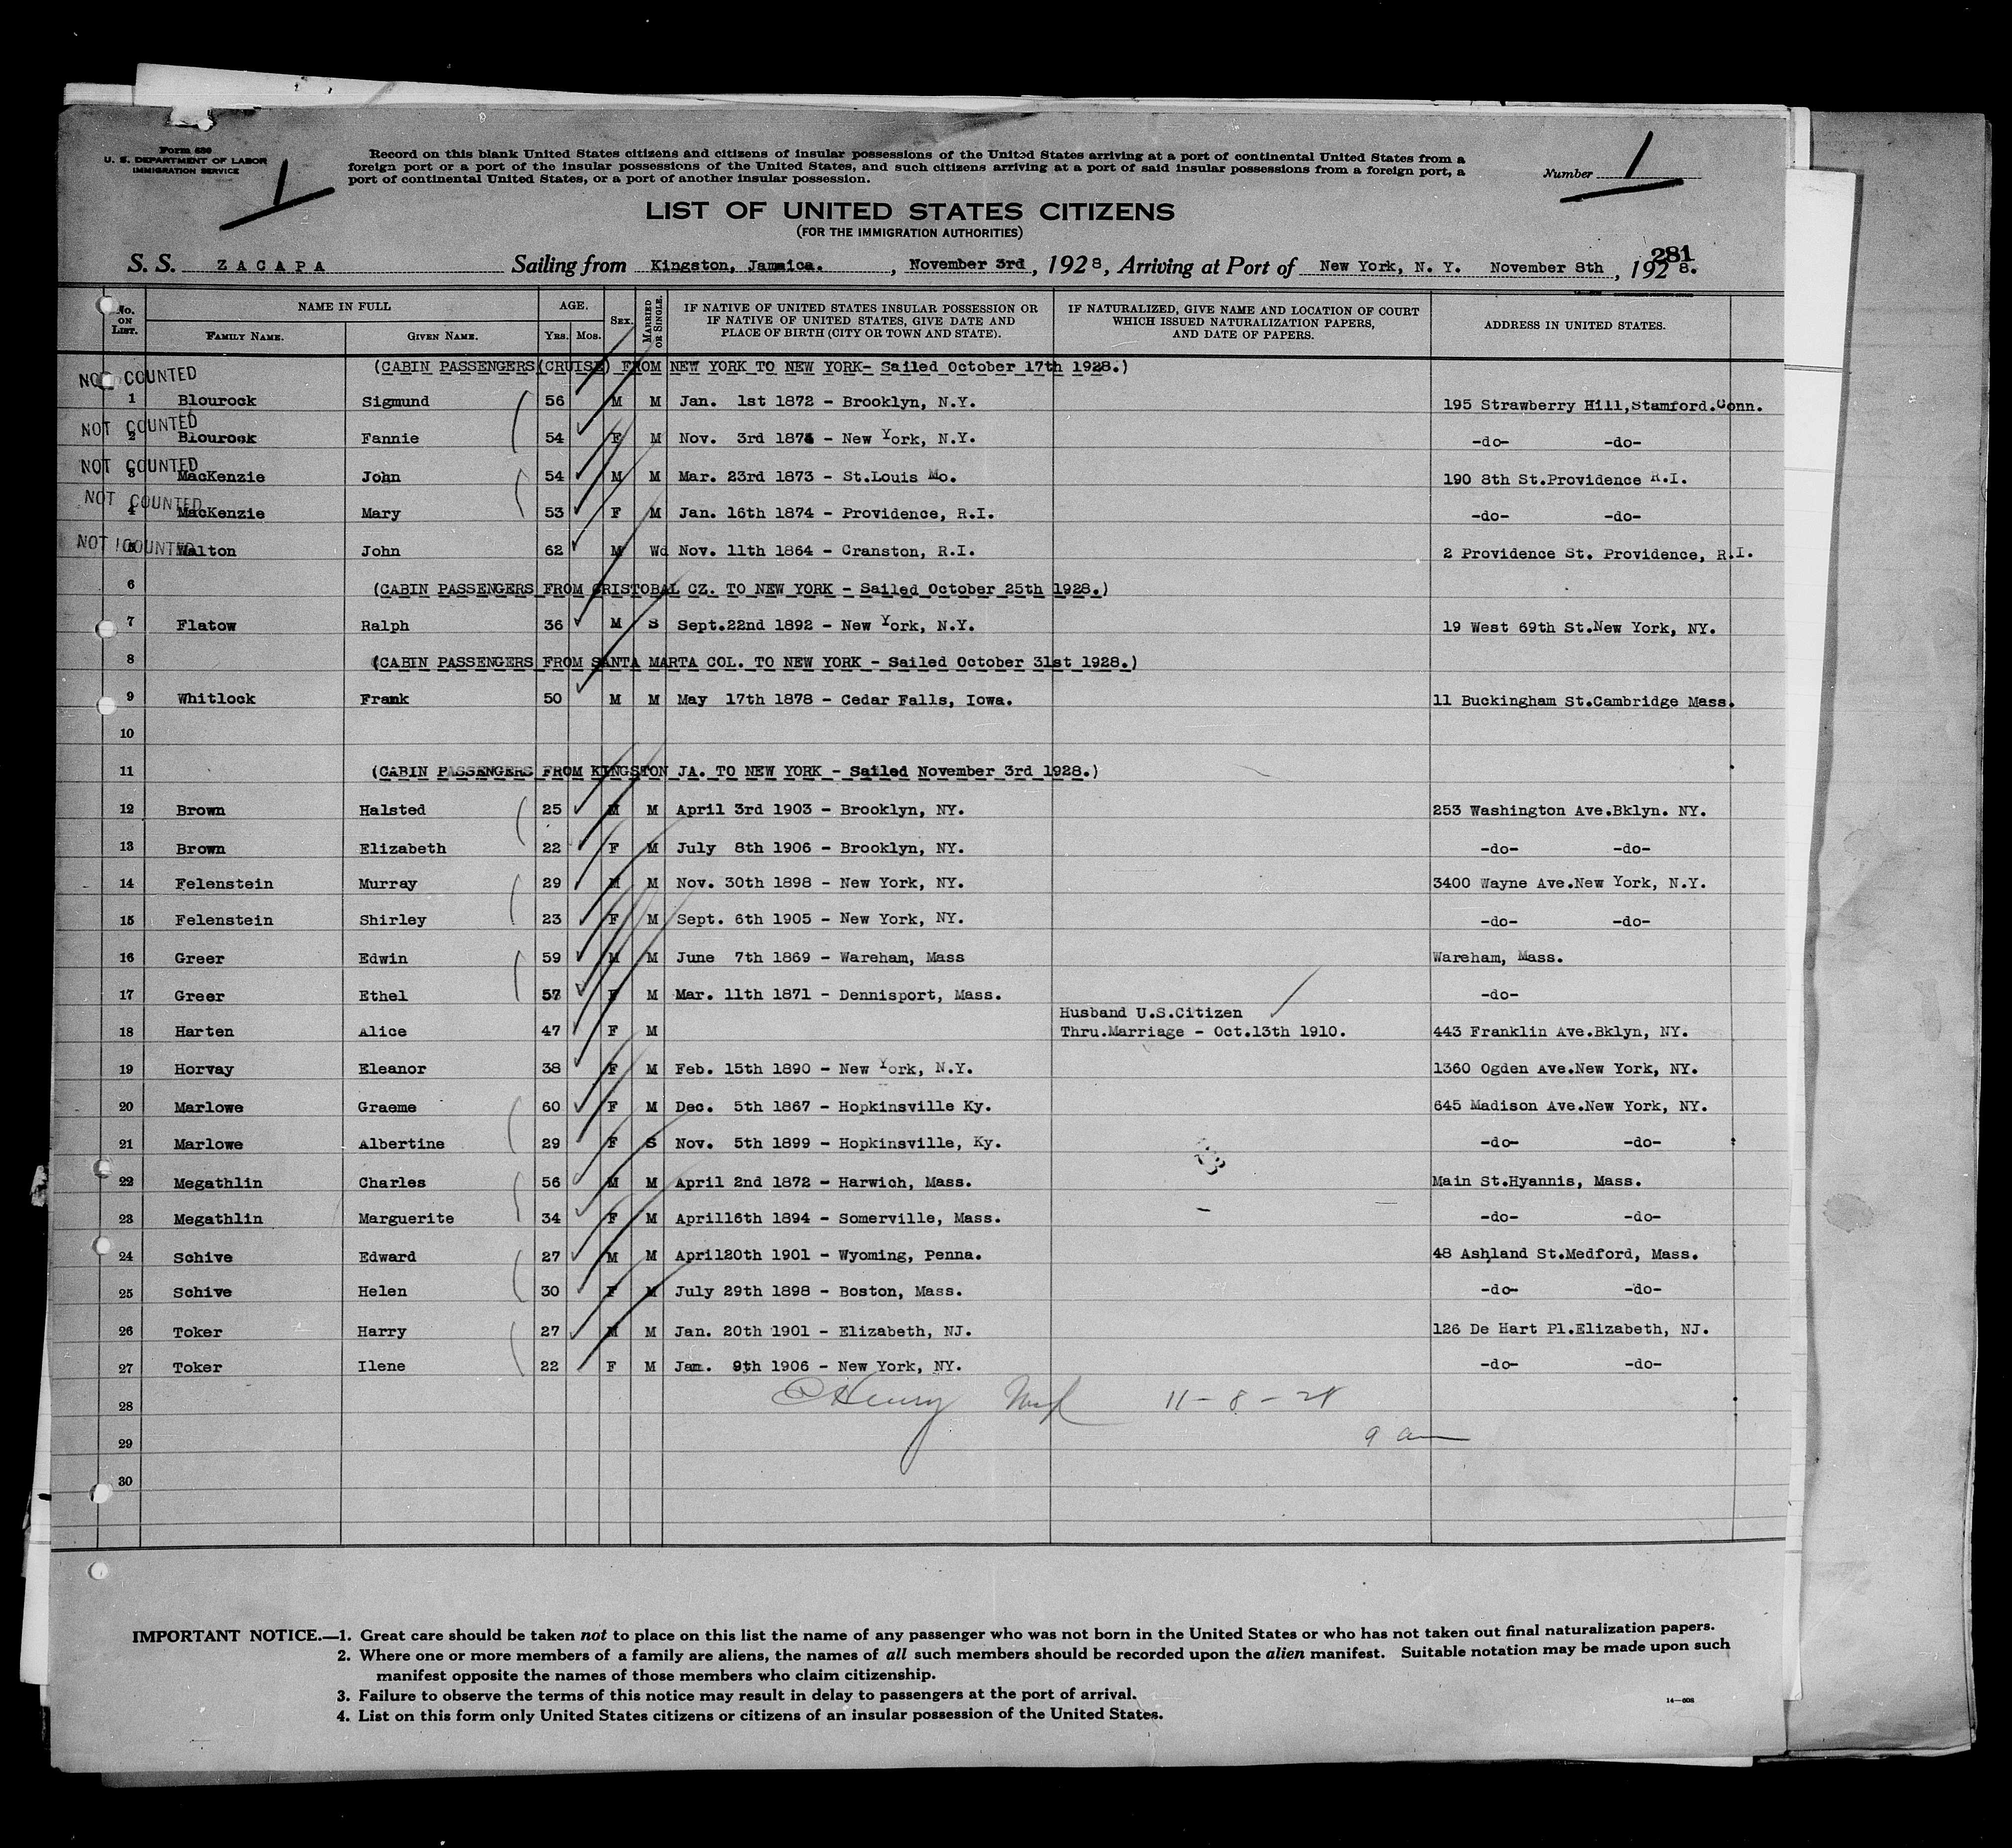 Form 630
U. S. DEPARTMENT OF LABOR
IMMIGRATION SERVICE
1
Record on this blank United States citizens and citizens of insular possessions of the United States arriving at a port of continental United States from a
foreign port or a port of the insular possessions of the United States, and such citizens arriving at a port of said insular possessions from a foreign port, a
port of continental United States, or a port of another insular possession.
Number 1
LIST OF UNITED STATES CITIZENS
(FOR THE IMMIGRATION AUTHORITIES)
281
S. S. ZACAPA Sailing from Kingston, Jamaica. , November 3rd , 1928, Arriving at Port of New York, N. Y. November 8th , 1928.
No. ON LIST. NAME IN FULL FAMILY NAME. GIVEN NAME. AGE. YRS. MOS. SEX. MARRIED OR SINGLE. IF NATIVE OF UNITED STATES INSULAR POSSESSION OR IF NATIVE OF UNITED STATES, GIVE DATE AND PLACE OF BIRTH (CITY OR TOWN AND STATE). IF NATURALIZED, GIVE NAME AND LOCATION OF COURT WHICH ISSUED NATURALIZATION PAPERS, AND DATE OF PAPERS. ADDRESS IN UNITED STATES.
(CABIN PASSENGERS(CRUISE) FROM NEW YORK TO NEW YORK- Sailed October 17th 1928.)
NOT COUNTED
1 Blourock Sigmund 56 M M Jan. 1st 1872 - Brooklyn, N.Y. 195 Strawberry Hill,Stamford.Conn.
NOT COUNTED
2 Blourock Fannie 54 F M Nov. 3rd 1874 - New York, N.Y. -do- -do-
NOT COUNTED
3 MacKenzie John 54 M M Mar. 23rd 1873 - St.Louis Mo. 190 8th St.Providence R.I.
NOT COUNTED
4 MacKenzie Mary 53 F M Jan. 16th 1874 - Providence, R.I. -do- -do-
NOT COUNTED
5 Walton John 62 M Wd Nov. 11th 1864 - Cranston, R.I. 2 Providence St. Providence, R.I.
6 (CABIN PASSENGERS FROM CRISTOBAL CZ. TO NEW YORK - Sailed October 25th 1928.)
7 Flatow Ralph 36 M S Sept.22nd 1892 - New York, N.Y. 19 West 69th St.New York, NY.
8 (CABIN PASSENGERS FROM SANTA MARTA COL. TO NEW YORK - Sailed October 31st 1928.)
9 Whitlock Frank 50 M M May 17th 1878 - Cedar Falls, Iowa. 11 Buckingham St.Cambridge Mass.
10
11 (CABIN PASSENGERS FROM KINGSTON JA. TO NEW YORK - Sailed November 3rd 1928.)
12 Brown Halsted 25 M M April 3rd 1903 - Brooklyn, NY. 253 Washington Ave.Bklyn. NY.
13 Brown Elizabeth 22 F M July 8th 1906 - Brooklyn, NY. -do- -do-
14 Felenstein Murray 29 M M Nov. 30th 1898 - New York, NY. 3400 Wayne Ave.New York, N.Y.
15 Felenstein Shirley 23 F M Sept. 6th 1905 - New York, NY. -do- -do-
16 Greer Edwin 59 M M June 7th 1869 - Wareham, Mass Wareham, Mass.
17 Greer Ethel 57 F M Mar. 11th 1871 - Dennisport, Mass. -do-
Husband U.S.Citizen
18 Harten Alice 47 F M Thru.Marriage - Oct.13th 1910. 443 Franklin Ave.Bklyn, NY.
19 Horvay Eleanor 38 F M Feb. 15th 1890 - New York, N.Y. 1360 Ogden Ave.New York, NY.
20 Marlowe Graeme 60 F M Dec. 5th 1867 - Hopkinsville Ky. 645 Madison Ave.New York, NY.
21 Marlowe Albertine 29 F S Nov. 5th 1899 - Hopkinsville, Ky. -do- -do-
22 Megathlin Charles 56 M M April 2nd 1872 - Harwich, Mass. Main St.Hyannis, Mass.
23 Megathlin Marguerite 34 F M April16th 1894 - Somerville, Mass. -do- -do-
24 Schive Edward 27 M M April20th 1901 - Wyoming, Penna. 48 Ashland St.Medford, Mass.
25 Schive Helen 30 F M July 29th 1898 - Boston, Mass. -do- -do-
26 Toker Harry 27 M M Jan. 20th 1901 - Elizabeth, NJ. 126 De Hart Pl.Elizabeth, NJ.
27 Toker Ilene 22 F M Jan. 9th 1906 - New York, NY. -do- -do-
28 Henry 11-8-28
29 9 am
30
IMPORTANT NOTICE.—1. Great care should be taken not to place on this list the name of any passenger who was not born in the United States or who has not taken out final naturalization papers.
2. Where one or more members of a family are aliens, the names of all such members should be recorded upon the alien manifest. Suitable notation may be made upon such
manifest opposite the names of those members who claim citizenship.
3. Failure to observe the terms of this notice may result in delay to passengers at the port of arrival.
4. List on this form only United States citizens or citizens of an insular possession of the United States.
14—608